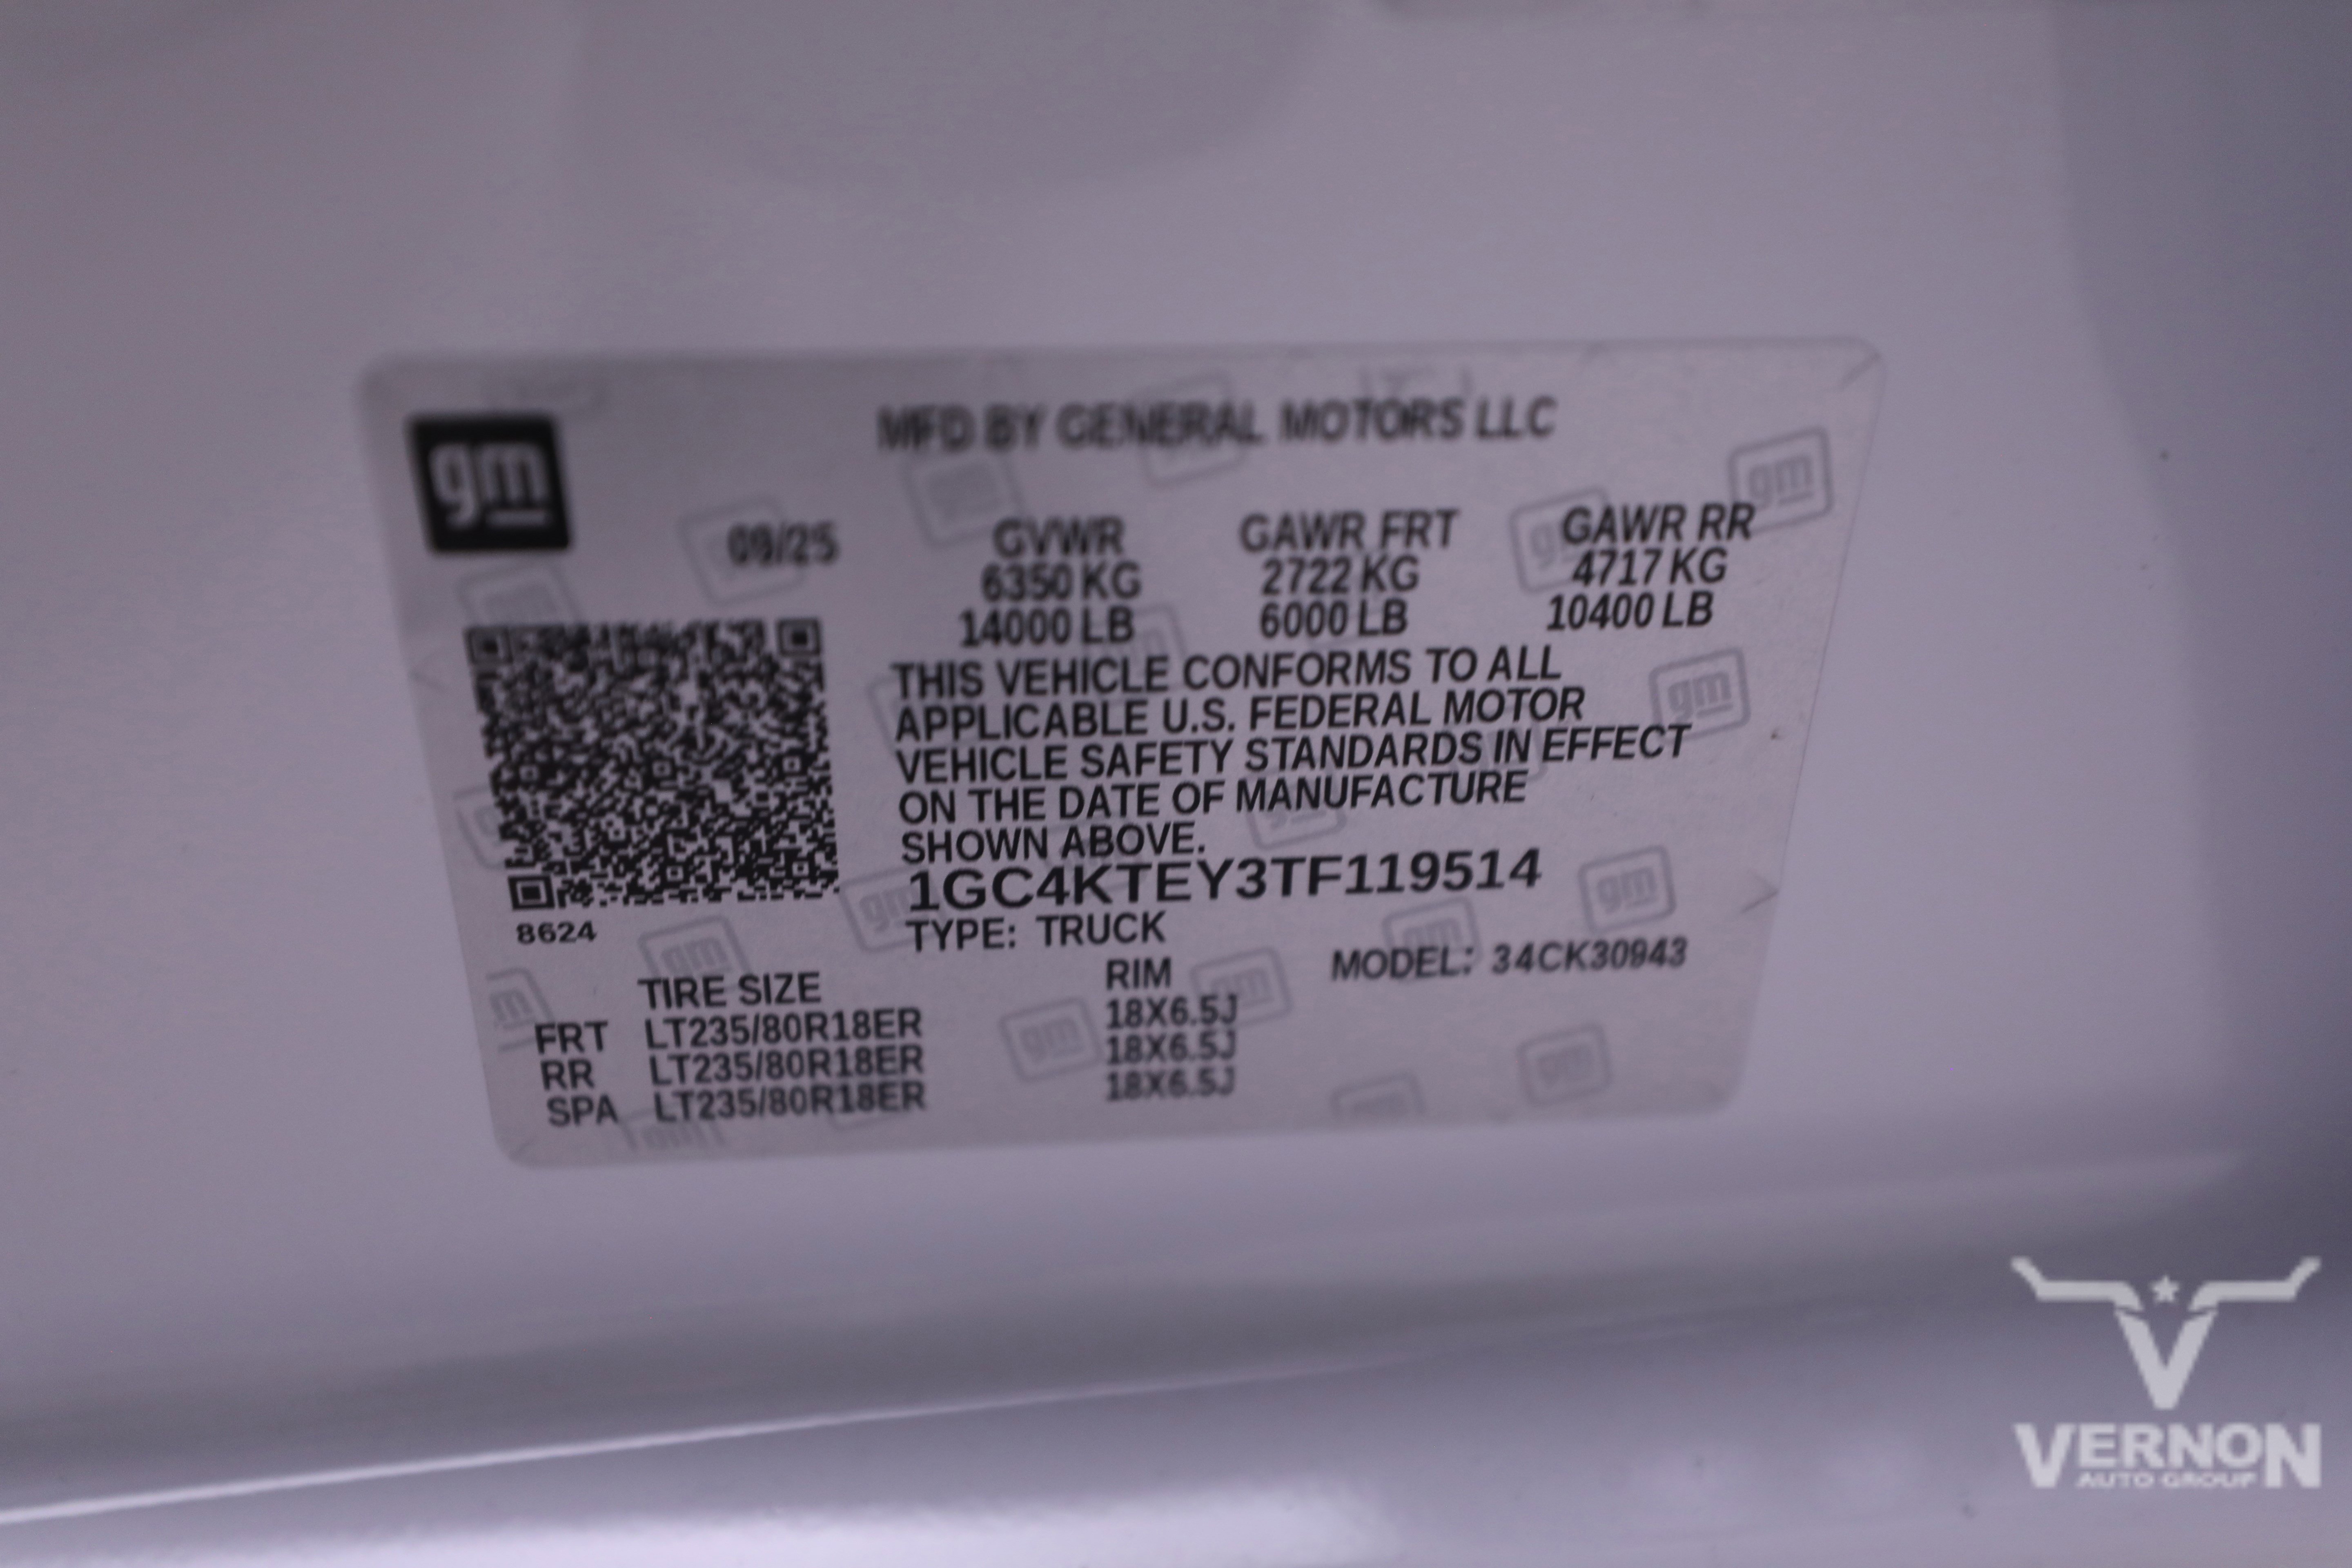 gm
MFD BY GENERAL MOTORS LLC
09/25 GVWR GAWR FRT GAWR RR
6350 KG 2722 KG 4717 KG
14000 LB 6000 LB 10400 LB
THIS VEHICLE CONFORMS TO ALL
APPLICABLE U.S. FEDERAL MOTOR
VEHICLE SAFETY STANDARDS IN EFFECT
ON THE DATE OF MANUFACTURE
SHOWN ABOVE.
1GC4KTEY3TF119514
8624
TYPE: TRUCK
MODEL: 34CK30943
TIRE SIZE RIM
FRT LT235/80R18ER 18X6.5J
RR LT235/80R18ER 18X6.5J
SPA LT235/80R18ER 18X6.5J
VERNON
AUTO GROUP